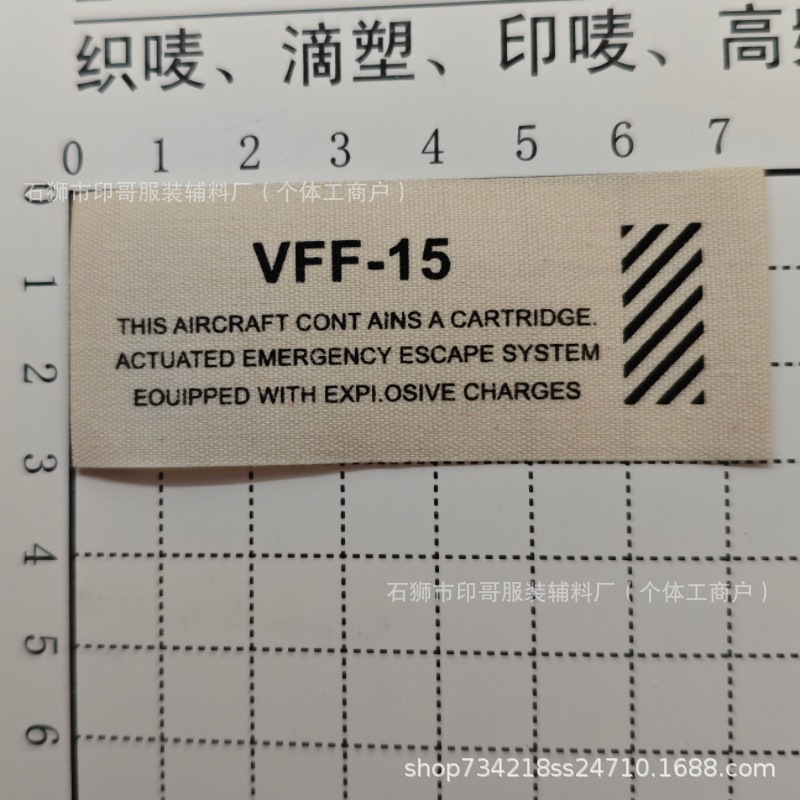 织唛、滴塑、印唛、高
0 1 2 3 4 5 6 7
石狮市印哥服装辅料厂（个体工商户）
0
1
2
3
4
5
6
VFF-15
THIS AIRCRAFT CONT AINS A CARTRIDGE.
ACTUATED EMERGENCY ESCAPE SYSTEM
EOUIPPED WITH EXPI.OSIVE CHARGES
石狮市印哥服装辅料厂（个体工商户）
shop734218ss24710.1688.com